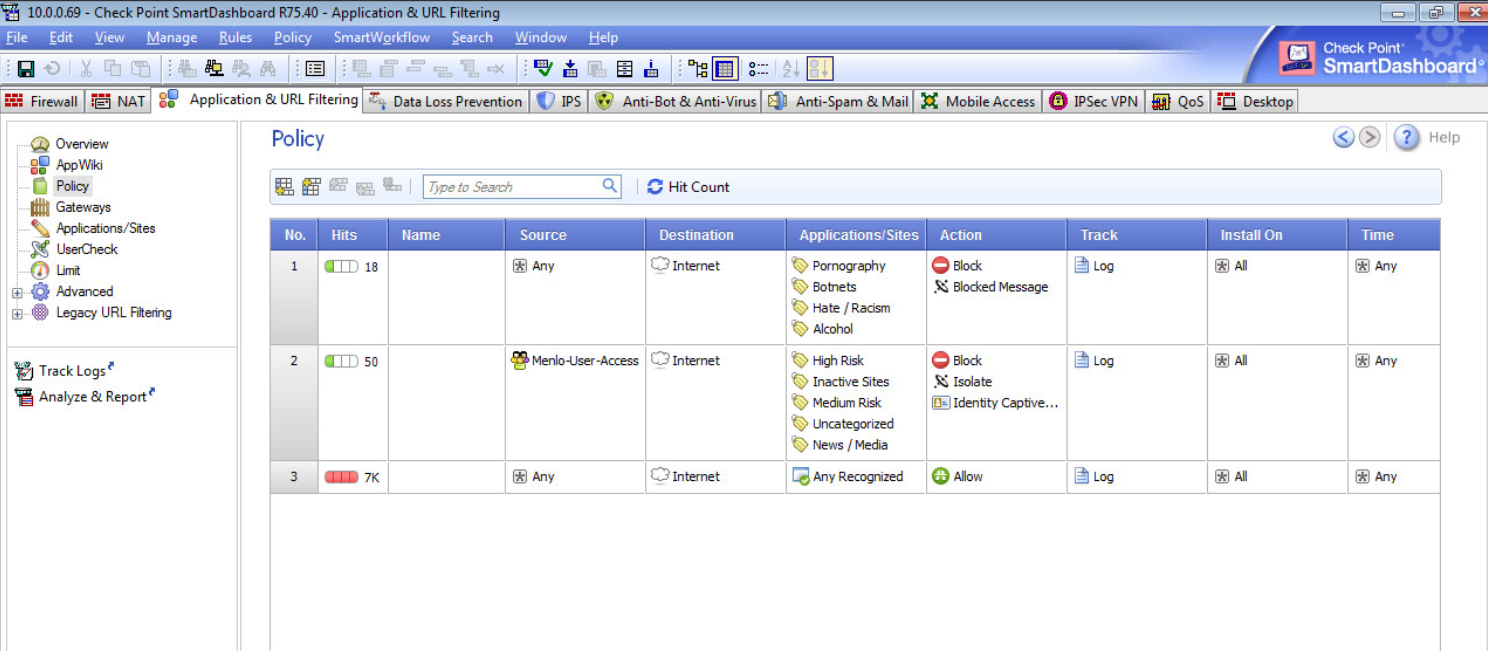 10.0.0.69 - Check Point SmartDashboard R75.40 - Application & URL Filtering
File Edit View Manage Rules Policy SmartWorkflow Search Window Help
Check Point
SmartDashboard
Firewall NAT Application & URL Filtering Data Loss Prevention IPS Anti-Bot & Anti-Virus Anti-Spam & Mail Mobile Access IPSec VPN QoS Desktop
Overview
AppWiki
Policy
Gateways
Applications/Sites
UserCheck
Limit
Advanced
Legacy URL Filtering
Track Logs
Analyze & Report
Policy
Help
Type to Search Hit Count
No. Hits Name Source Destination Applications/Sites Action Track Install On Time
1 18 Any Internet Pornography Block Log All Any
Botnets Blocked Message
Hate / Racism
Alcohol
2 50 Menlo-User-Access Internet High Risk Block Log All Any
Inactive Sites Isolate
Medium Risk Identity Captive...
Uncategorized
News / Media
3 7K Any Internet Any Recognized Allow Log All Any